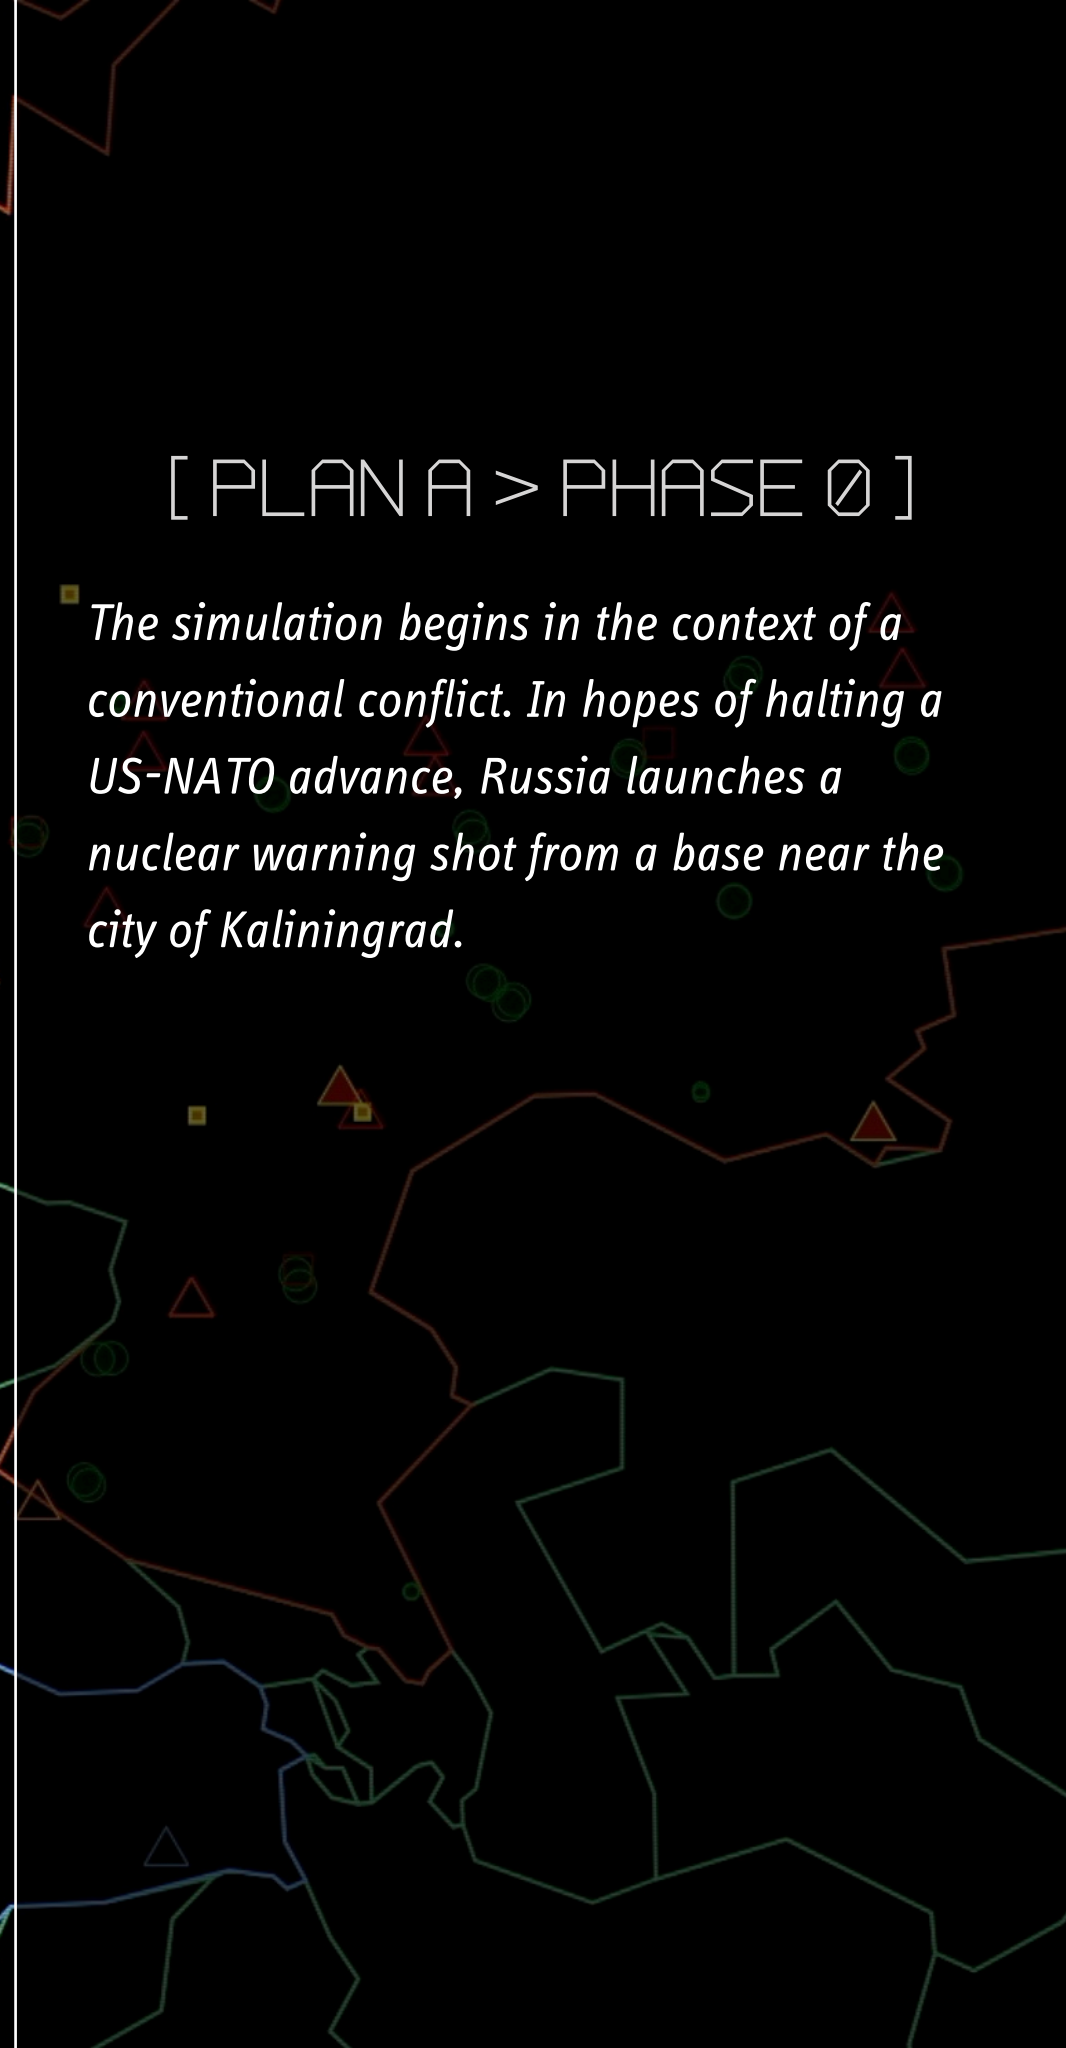 [ PLAN A > PHASE 0 ]
The simulation begins in the context of a
conventional conflict. In hopes of halting a
US-NATO advance, Russia launches a
nuclear warning shot from a base near the
city of Kaliningrad.